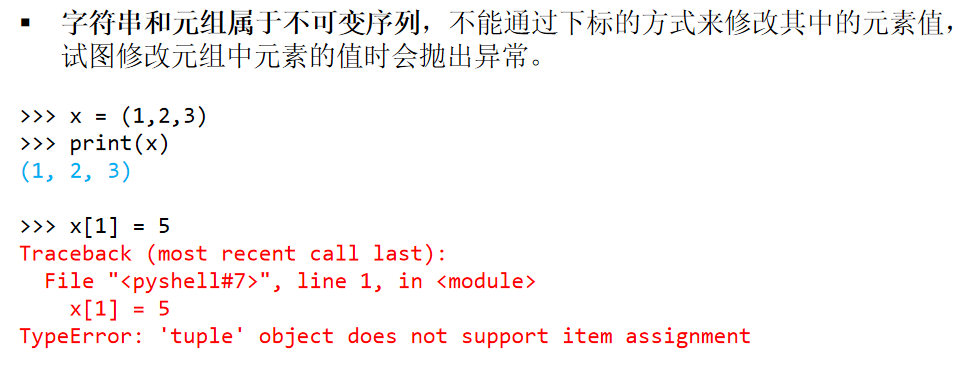 ▪ 字符串和元组属于不可变序列，不能通过下标的方式来修改其中的元素值，
试图修改元组中元素的值时会抛出异常。
>>> x = (1,2,3)
>>> print(x)
(1, 2, 3)
>>> x[1] = 5
Traceback (most recent call last):
  File "<pyshell#7>", line 1, in <module>
    x[1] = 5
TypeError: 'tuple' object does not support item assignment